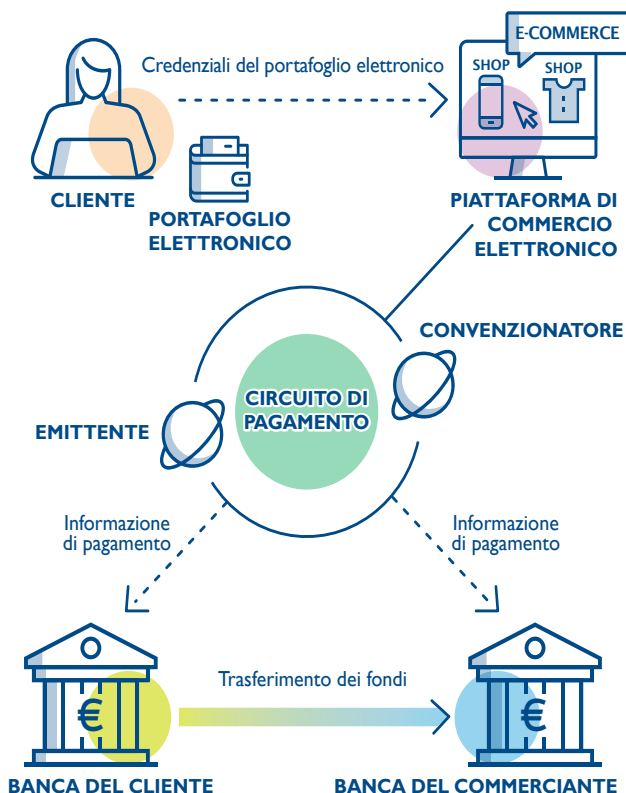 E-COMMERCE
Credenziali del portafoglio elettronico
SHOP
SHOP
CLIENTE
PORTAFOGLIO
ELETTRONICO
PIATTAFORMA DI
COMMERCIO
ELETTRONICO
CONVENZIONATORE
CIRCUITO DI
PAGAMENTO
EMITTENTE
Informazione
di pagamento
Informazione
di pagamento
Trasferimento dei fondi
€
€
BANCA DEL CLIENTE
BANCA DEL COMMERCIANTE